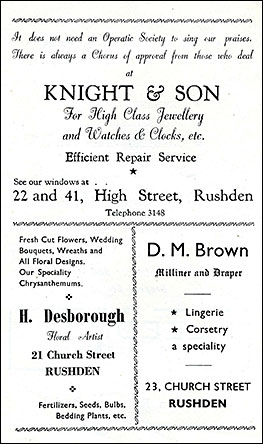 It does not need an Operatic Society to sing our praises.
There is always a Chorus of approval from those who deal
at
KNIGHT & SON
For High Class Jewellery
and Watches & Clocks, etc.
Efficient Repair Service
★
See our windows at . .
22 and 41, High Street, Rushden
Telephone 3148
Fresh Cut Flowers, Wedding
Bouquets, Wreaths and
All Floral Designs.
Our Speciality
Chrysanthemums.
H. Desborough
Floral Artist
21 Church Street
RUSHDEN
Fertilizers, Seeds, Bulbs,
Bedding Plants, etc.
D. M. Brown
Milliner and Draper
★ Lingerie
★ Corsetry
a speciality
23, CHURCH STREET
RUSHDEN